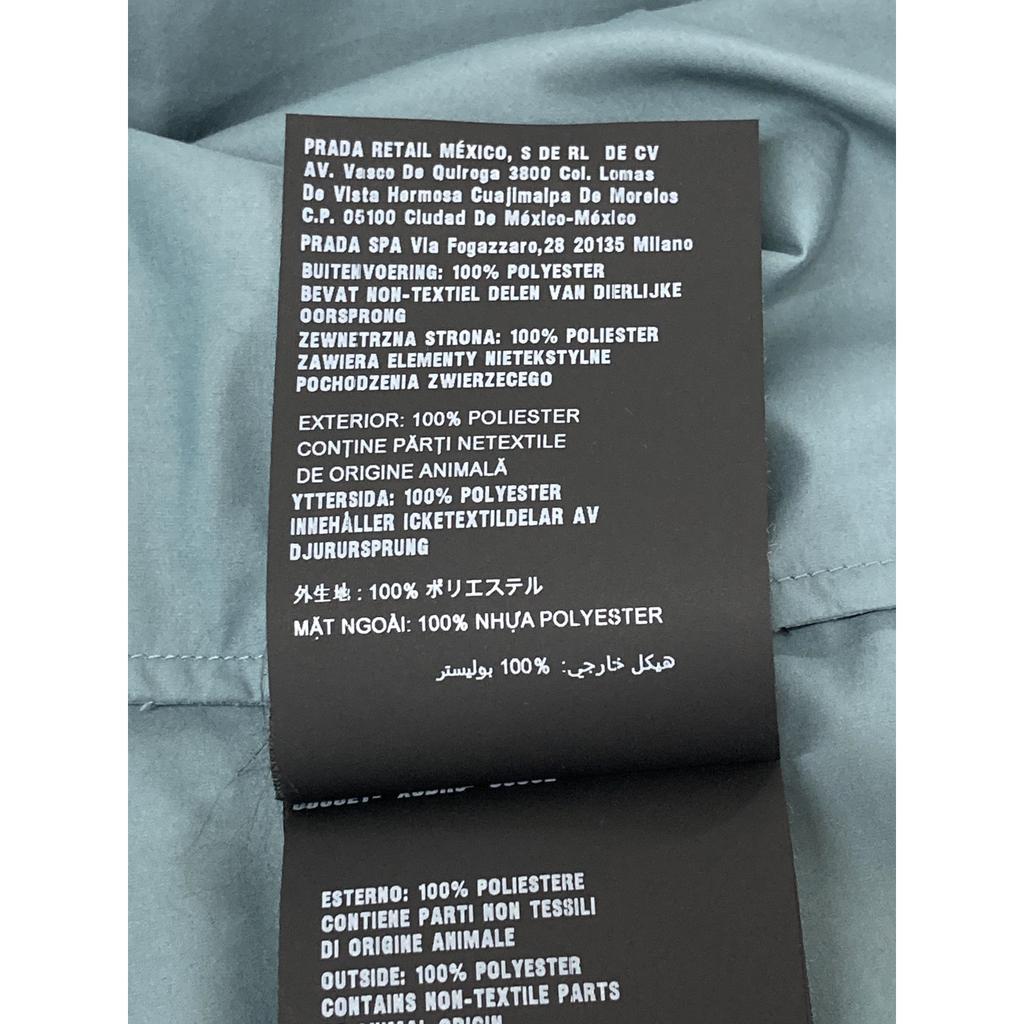 PRADA RETAIL MÉXICO, S DE RL DE CV
AV. Vasco De Quiroga 3800 Col. Lomas
De Vista Hermosa Cuajimalpa De Morelos
C.P. 05100 Ciudad De México-México
PRADA SPA Via Fogazzaro,28 20135 Milano
BUITENVOERING: 100% POLYESTER
BEVAT NON-TEXTIEL DELEN VAN DIERLIJKE
OORSPRONG
ZEWNETRZNA STRONA: 100% POLIESTER
ZAWIERA ELEMENTY NIETEKSTYLNE
POCHODZENIA ZWIERZECEGO
EXTERIOR: 100% POLIESTER
CONȚINE PĂRȚI NETEXTILE
DE ORIGINE ANIMALĂ
YTTERSIDA: 100% POLYESTER
INNEHÅLLER ICKETEXTILDELAR AV
DJURURSPRUNG
外生地 : 100% ポリエステル
MẶT NGOÀI: 100% NHỰA POLYESTER
هيكل خارجي: 100% بوليستر
ESTERNO: 100% POLIESTERE
CONTIENE PARTI NON TESSILI
DI ORIGINE ANIMALE
OUTSIDE: 100% POLYESTER
CONTAINS NON-TEXTILE PARTS
ANIMAL ORIGIN